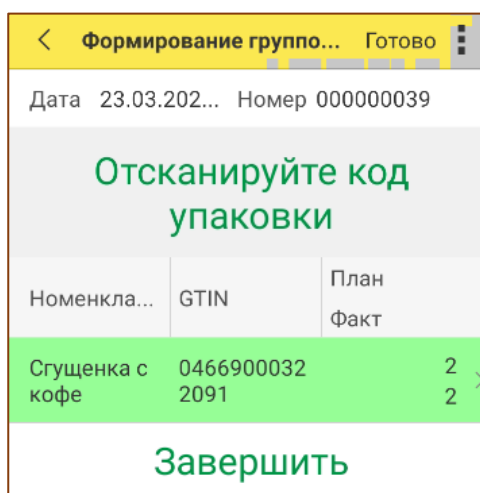 Формирование группо... Готово
Дата 23.03.202... Номер 000000039
Отсканируйте код
упаковки
Номенкла... GTIN План
Факт
Сгущенка с 0466900032 2
кофе 2091 2
Завершить